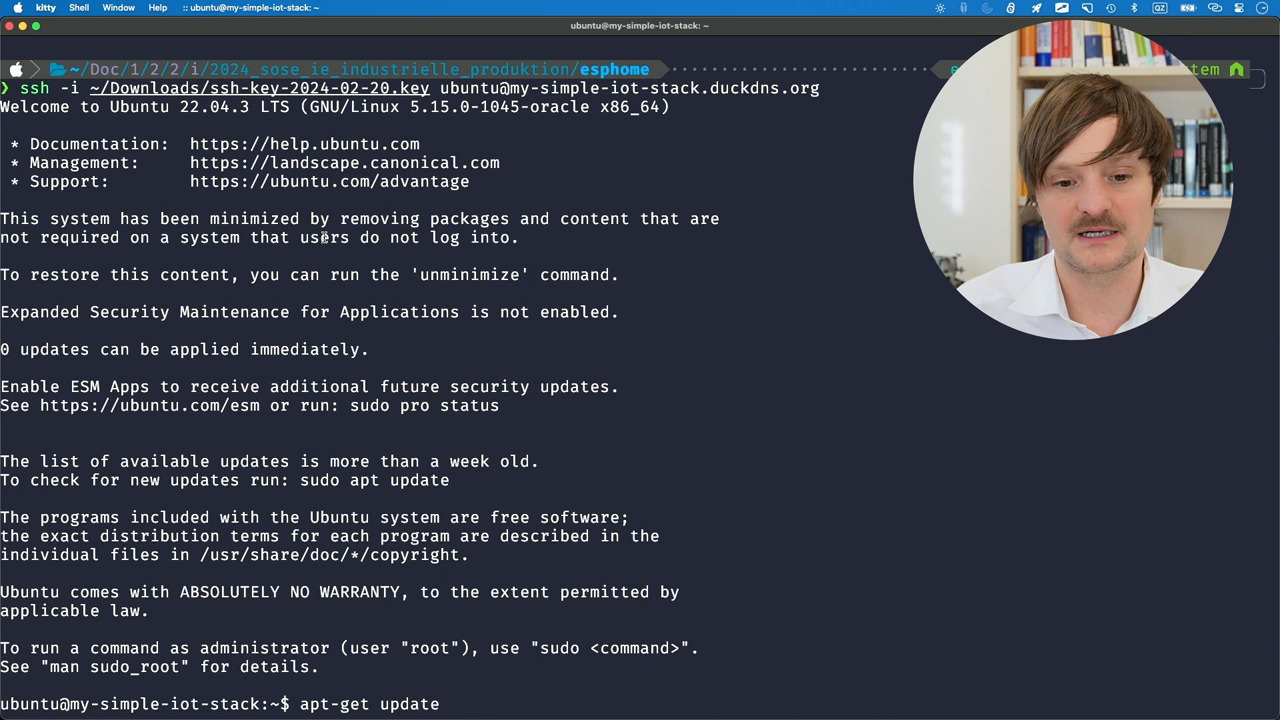 kitty Shell Window Help :: ubuntu@my-simple-iot-stack: ~
ubuntu@my-simple-iot-stack: ~
~/Doc/1/2/2/i/2024_sose_ie_industrielle_produktion/esphome
❯ ssh -i ~/Downloads/ssh-key-2024-02-20.key ubuntu@my-simple-iot-stack.duckdns.org
Welcome to Ubuntu 22.04.3 LTS (GNU/Linux 5.15.0-1045-oracle x86_64)
* Documentation: https://help.ubuntu.com
* Management: https://landscape.canonical.com
* Support: https://ubuntu.com/advantage
This system has been minimized by removing packages and content that are
not required on a system that users do not log into.
To restore this content, you can run the 'unminimize' command.
Expanded Security Maintenance for Applications is not enabled.
0 updates can be applied immediately.
Enable ESM Apps to receive additional future security updates.
See https://ubuntu.com/esm or run: sudo pro status
The list of available updates is more than a week old.
To check for new updates run: sudo apt update
The programs included with the Ubuntu system are free software;
the exact distribution terms for each program are described in the
individual files in /usr/share/doc/*/copyright.
Ubuntu comes with ABSOLUTELY NO WARRANTY, to the extent permitted by
applicable law.
To run a command as administrator (user "root"), use "sudo <command>".
See "man sudo_root" for details.
ubuntu@my-simple-iot-stack:~$ apt-get update